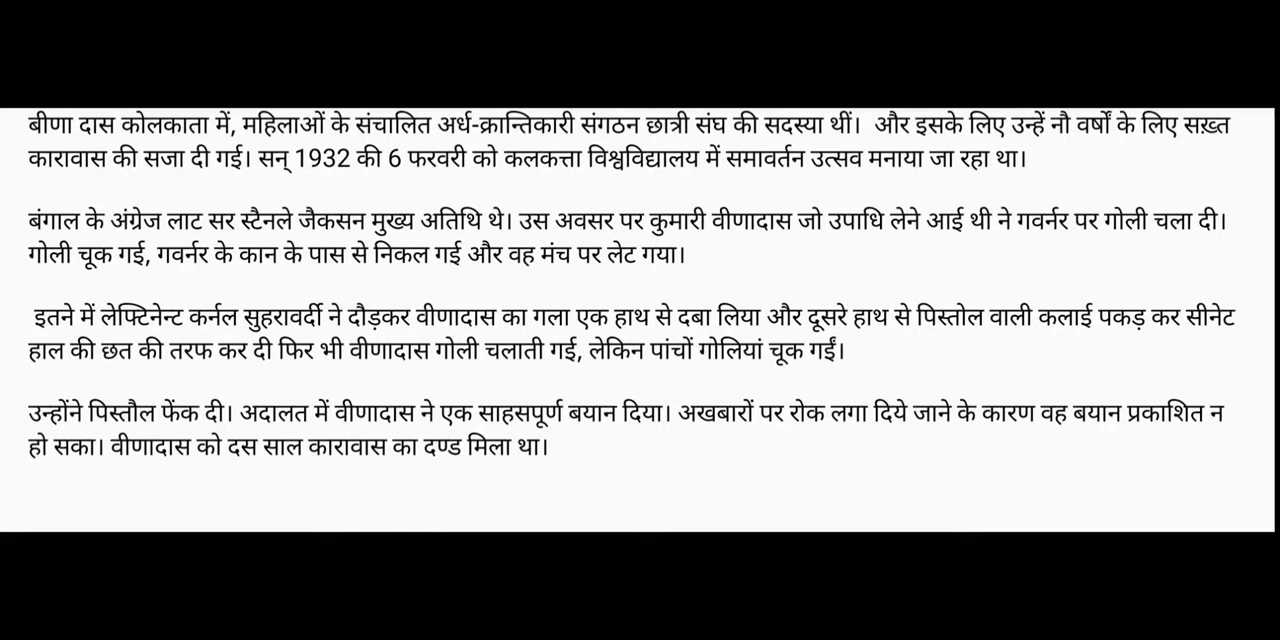 बीणा दास कोलकाता में, महिलाओं के संचालित अर्ध-क्रान्तिकारी संगठन छात्री संघ की सदस्या थीं।  और इसके लिए उन्हें नौ वर्षों के लिए सख़्त
कारावास की सजा दी गई। सन् 1932 की 6 फरवरी को कलकत्ता विश्वविद्यालय में समावर्तन उत्सव मनाया जा रहा था।
बंगाल के अंग्रेज लाट सर स्टैनले जैकसन मुख्य अतिथि थे। उस अवसर पर कुमारी वीणादास जो उपाधि लेने आई थी ने गवर्नर पर गोली चला दी।
गोली चूक गई, गवर्नर के कान के पास से निकल गई और वह मंच पर लेट गया।
इतने में लेफ्टिनेन्ट कर्नल सुहरावर्दी ने दौड़कर वीणादास का गला एक हाथ से दबा लिया और दूसरे हाथ से पिस्तोल वाली कलाई पकड़ कर सीनेट
हाल की छत की तरफ कर दी फिर भी वीणादास गोली चलाती गई, लेकिन पांचों गोलियां चूक गईं।
उन्होंने पिस्तौल फेंक दी। अदालत में वीणादास ने एक साहसपूर्ण बयान दिया। अखबारों पर रोक लगा दिये जाने के कारण वह बयान प्रकाशित न
हो सका। वीणादास को दस साल कारावास का दण्ड मिला था।